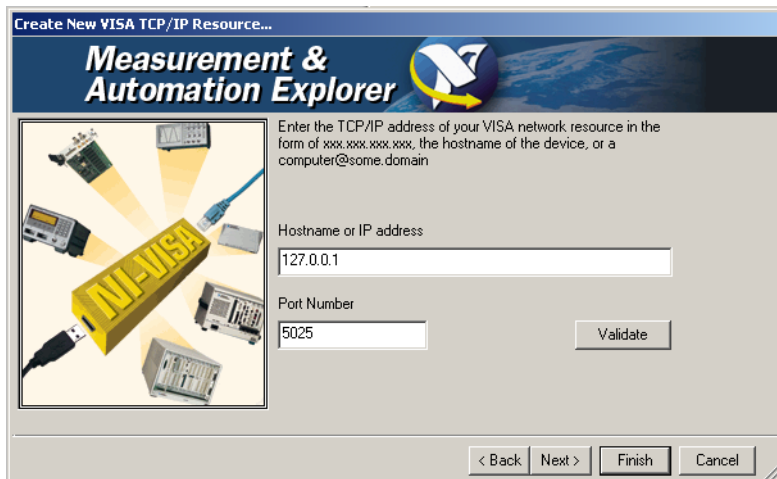 Create New VISA TCP/IP Resource...
Measurement &
Automation Explorer
Enter the TCP/IP address of your VISA network resource in the
form of xxx.xxx.xxx.xxx, the hostname of the device, or a
computer@some.domain
NI-VISA
Hostname or IP address
127.0.0.1
Port Number
5025
Validate
< Back
Next >
Finish
Cancel